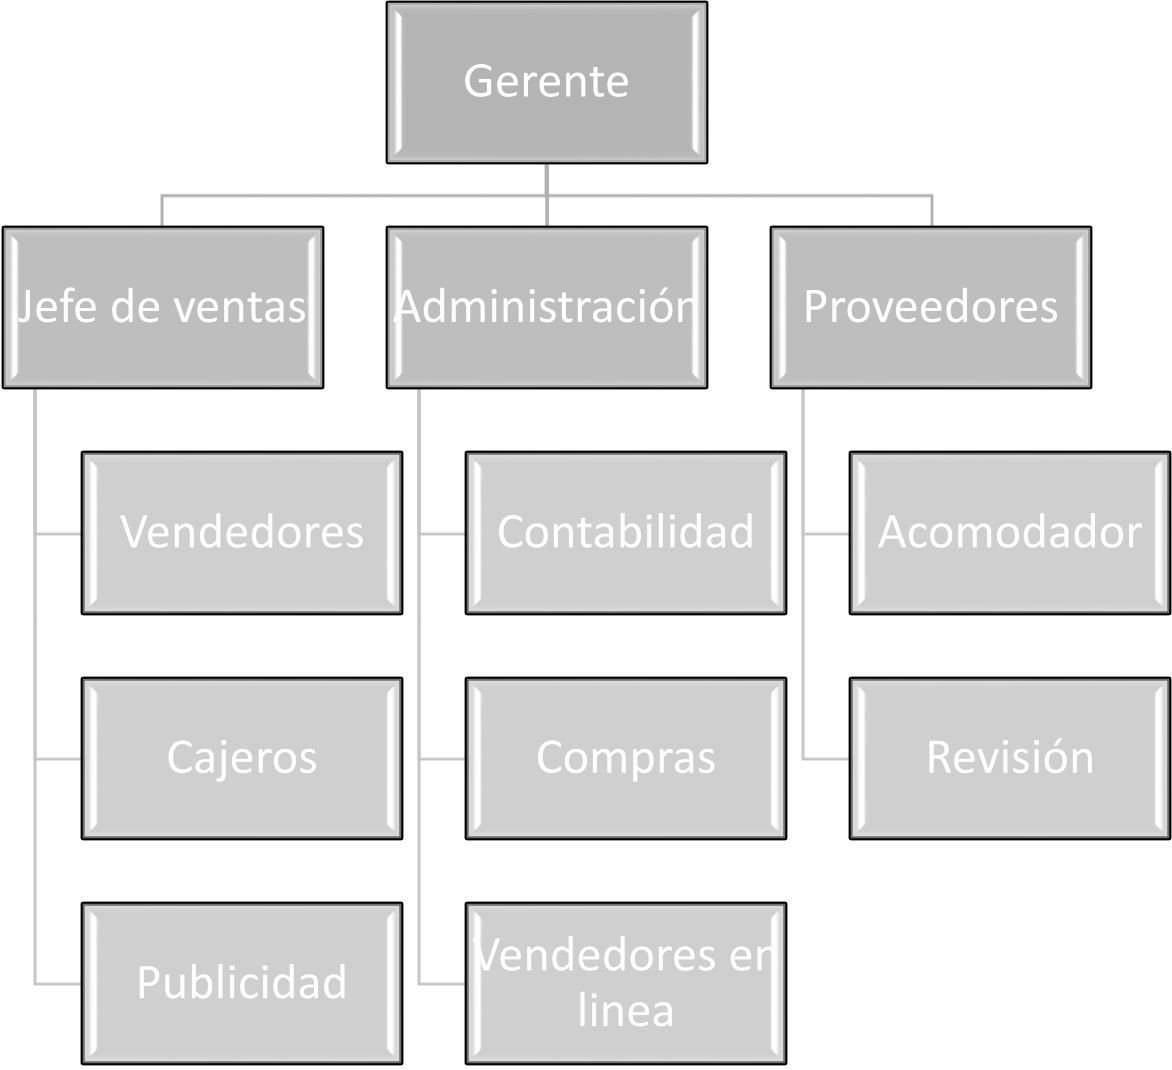 Gerente
Jefe de ventas
Administración
Proveedores
Vendedores
Contabilidad
Acomodador
Cajeros
Compras
Revisión
Publicidad
Vendedores en
linea